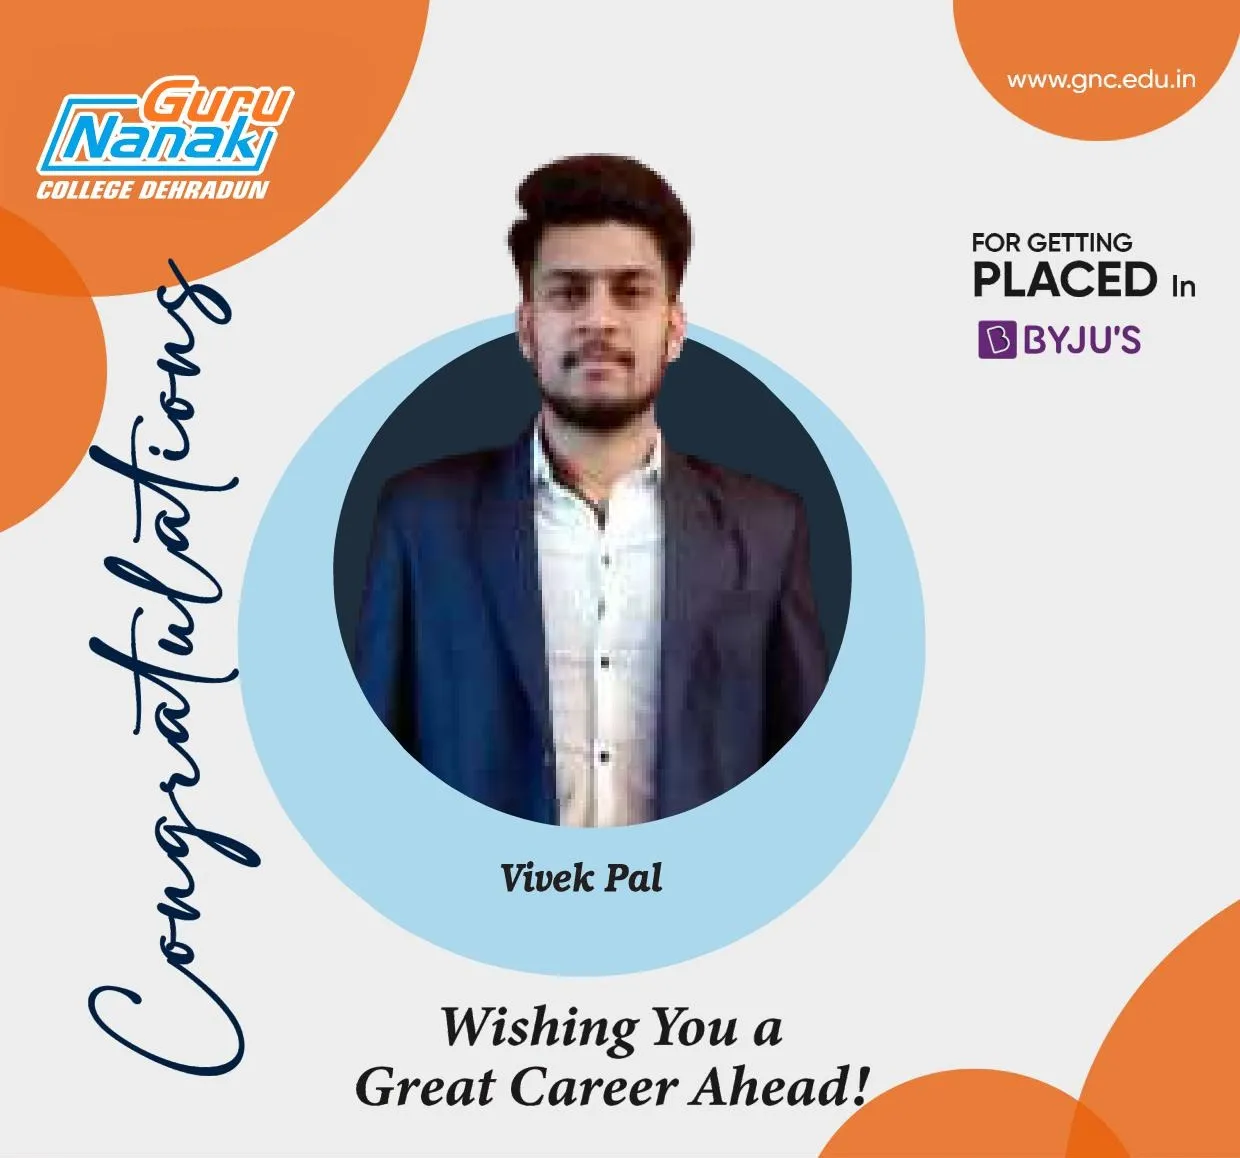 Guru
Nanak
COLLEGE DEHRADUN
www.gnc.edu.in
Congratulations
FOR GETTING
PLACED In
BYJU'S
Vivek Pal
Wishing You a
Great Career Ahead!